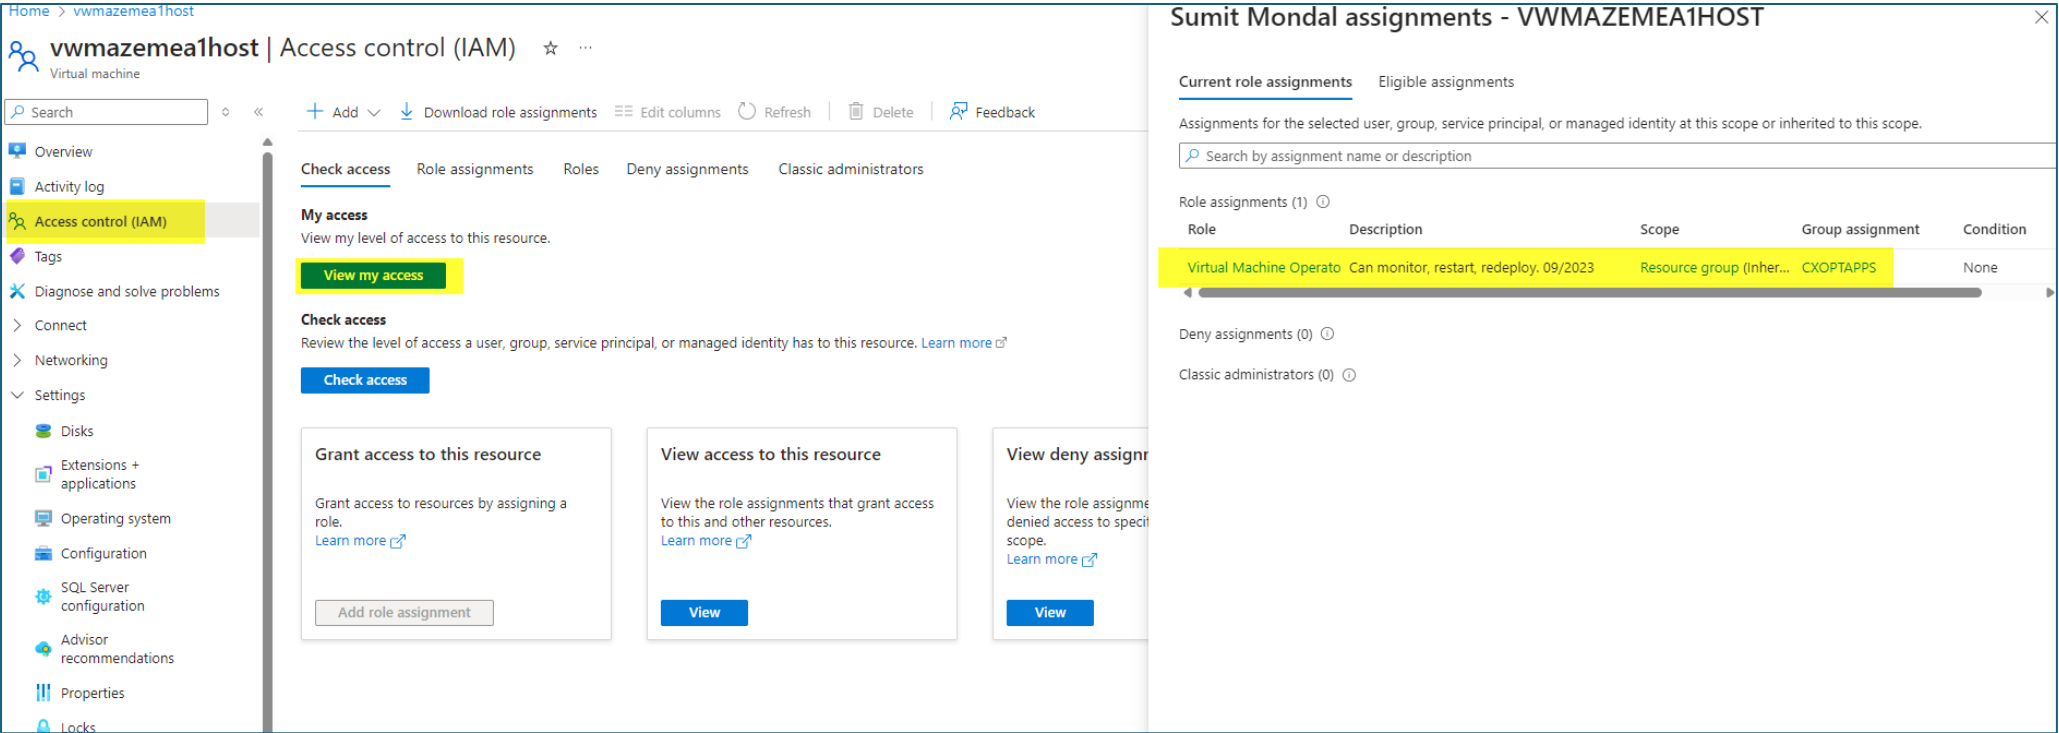 Home > vwmazemea1host
vwmazemea1host | Access control (IAM)
Virtual machine
Search
Overview
Activity log
Access control (IAM)
Tags
Diagnose and solve problems
Connect
Networking
Settings
Disks
Extensions +
applications
Operating system
Configuration
SQL Server
configuration
Advisor
recommendations
Properties
Locks
Add
Download role assignments
Edit columns
Refresh
Delete
Feedback
Check access
Role assignments
Roles
Deny assignments
Classic administrators
My access
View my level of access to this resource.
View my access
Check access
Review the level of access a user, group, service principal, or managed identity has to this resource. Learn more
Check access
Grant access to this resource
Grant access to resources by assigning a
role.
Learn more
Add role assignment
View access to this resource
View the role assignments that grant access
to this and other resources.
Learn more
View
View deny assignr
View the role assignme
denied access to specif
scope.
Learn more
View
Sumit Mondal assignments - VWMAZEMEA1HOST
Current role assignments
Eligible assignments
Assignments for the selected user, group, service principal, or managed identity at this scope or inherited to this scope.
Search by assignment name or description
Role assignments (1)
Role Description Scope Group assignment Condition
Virtual Machine Operato Can monitor, restart, redeploy. 09/2023 Resource group (Inher... CXOPTAPPS None
Deny assignments (0)
Classic administrators (0)